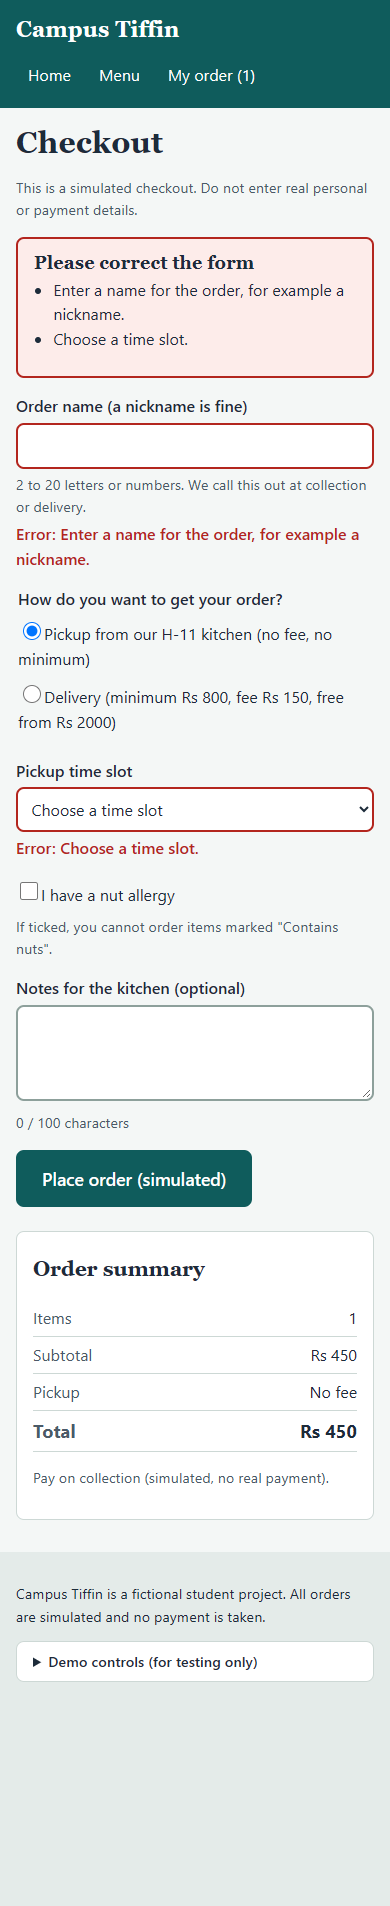 Campus Tiffin
Home Menu My order (1)
Checkout
This is a simulated checkout. Do not enter real personal
or payment details.
Please correct the form
Enter a name for the order, for example a
nickname.
Choose a time slot.
Order name (a nickname is fine)
2 to 20 letters or numbers. We call this out at collection
or delivery.
Error: Enter a name for the order, for example a
nickname.
How do you want to get your order?
Pickup from our H-11 kitchen (no fee, no
minimum)
Delivery (minimum Rs 800, fee Rs 150, free
from Rs 2000)
Pickup time slot
Choose a time slot
Error: Choose a time slot.
I have a nut allergy
If ticked, you cannot order items marked "Contains
nuts".
Notes for the kitchen (optional)
0 / 100 characters
Place order (simulated)
Order summary
Items 1
Subtotal Rs 450
Pickup No fee
Total Rs 450
Pay on collection (simulated, no real payment).
Campus Tiffin is a fictional student project. All orders
are simulated and no payment is taken.
Demo controls (for testing only)